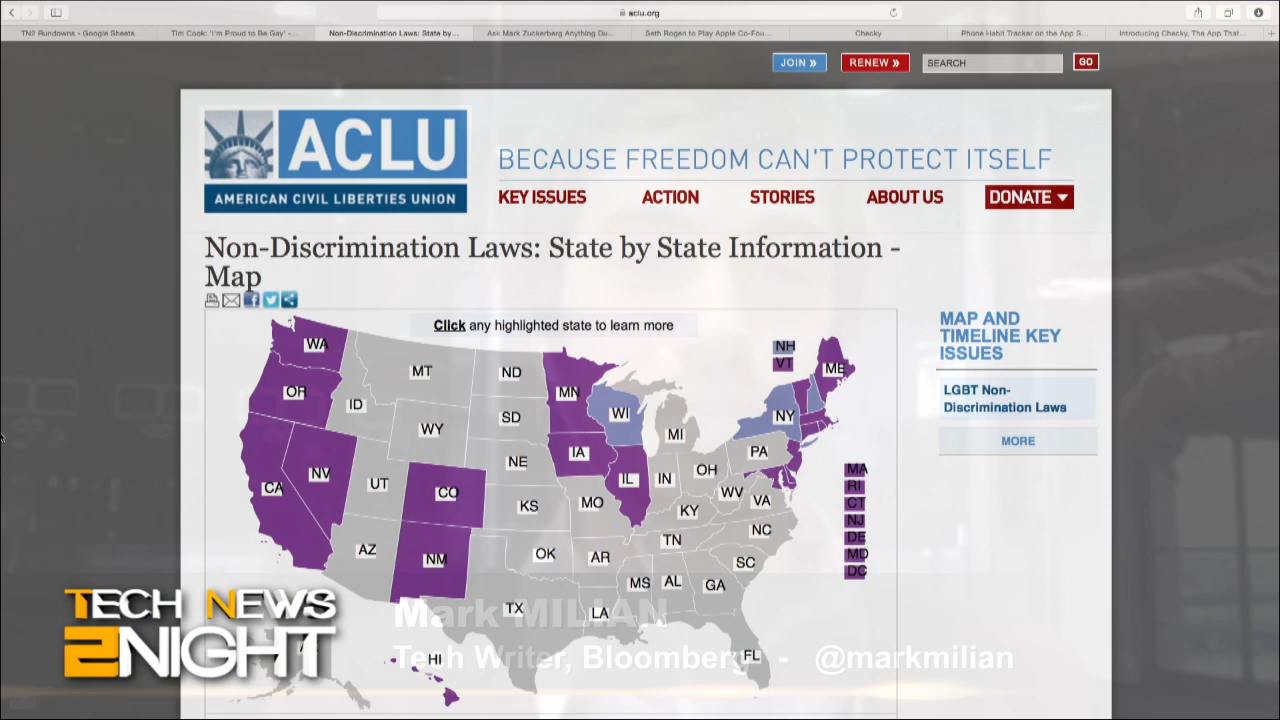 aclu.org
TN2 Rundowns - Google Sheets
Tim Cook: 'I'm Proud to Be Gay' -...
Non-Discrimination Laws: State by...
Ask Mark Zuckerberg Anything Du...
Seth Rogen to Play Apple Co-Fou...
Checky
Phone Habit Tracker on the App S...
Introducing Checky, The App That...
JOIN »
RENEW »
SEARCH
GO
ACLU
AMERICAN CIVIL LIBERTIES UNION
BECAUSE FREEDOM CAN'T PROTECT ITSELF
KEY ISSUES
ACTION
STORIES
ABOUT US
DONATE
Non-Discrimination Laws: State by State Information -
Map
Click any highlighted state to learn more
MAP AND
TIMELINE KEY
ISSUES
LGBT Non-
Discrimination Laws
MORE
WA
MT
ND
MN
NH
VT
ME
OR
ID
SD
WI
NY
WY
MI
IA
PA
NE
NV
UT
CO
IL
IN
OH
CA
KS
MO
WV
VA
KY
MA
RI
CT
NJ
DE
MD
DC
AZ
NM
OK
AR
TN
NC
SC
MS
AL
GA
TX
LA
HI
FL
TECH NEWS
2NIGHT
Mark MILIAN
Tech Writer, Bloomberg - @markmilian